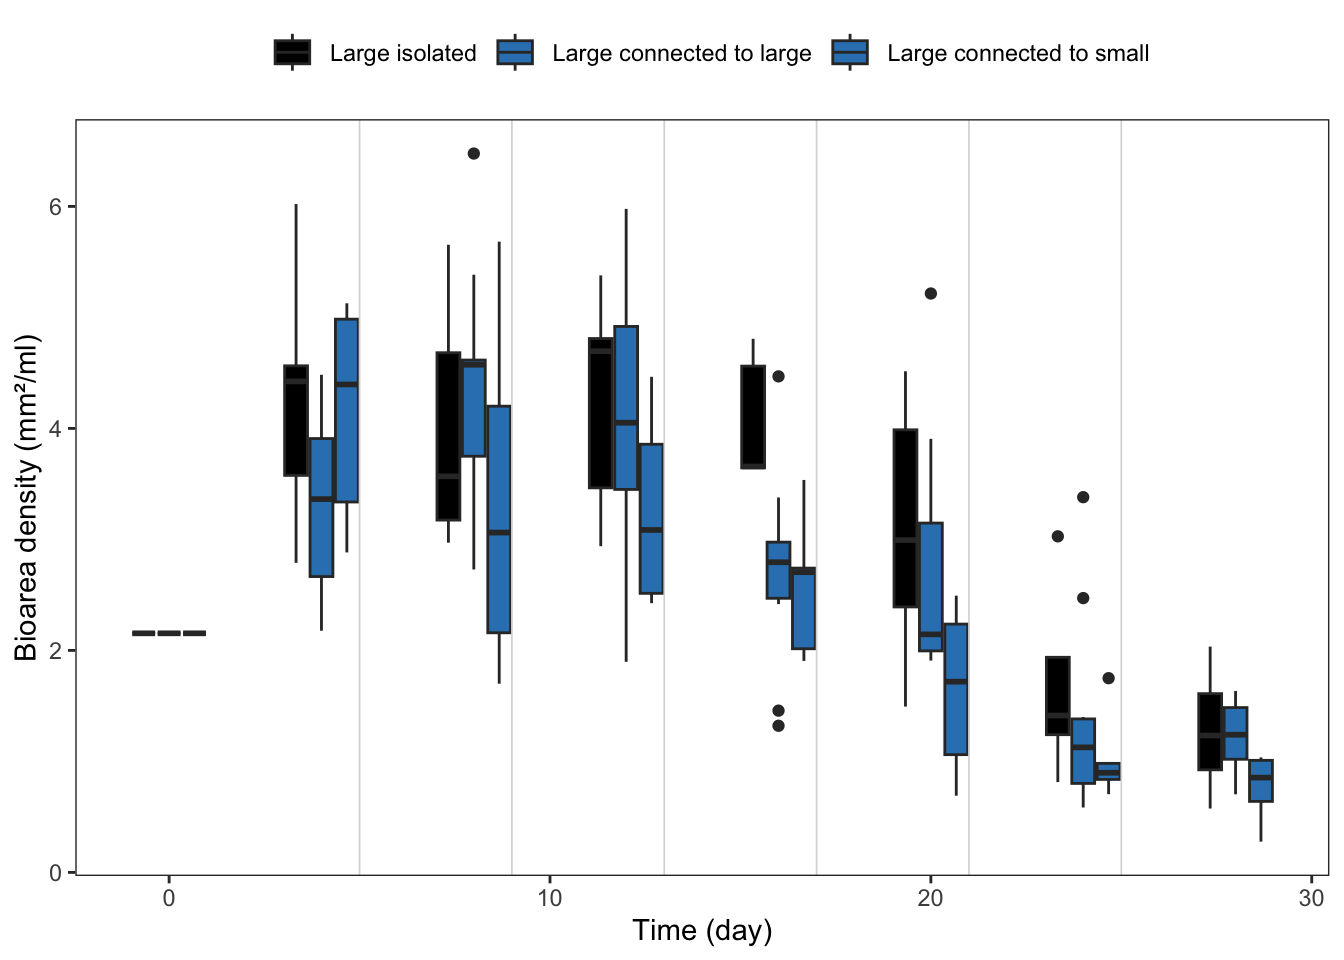 Large isolated Large connected to large Large connected to small
Bioarea density (mm²/ml)
6
4
2
0
0 10 20 30
Time (day)